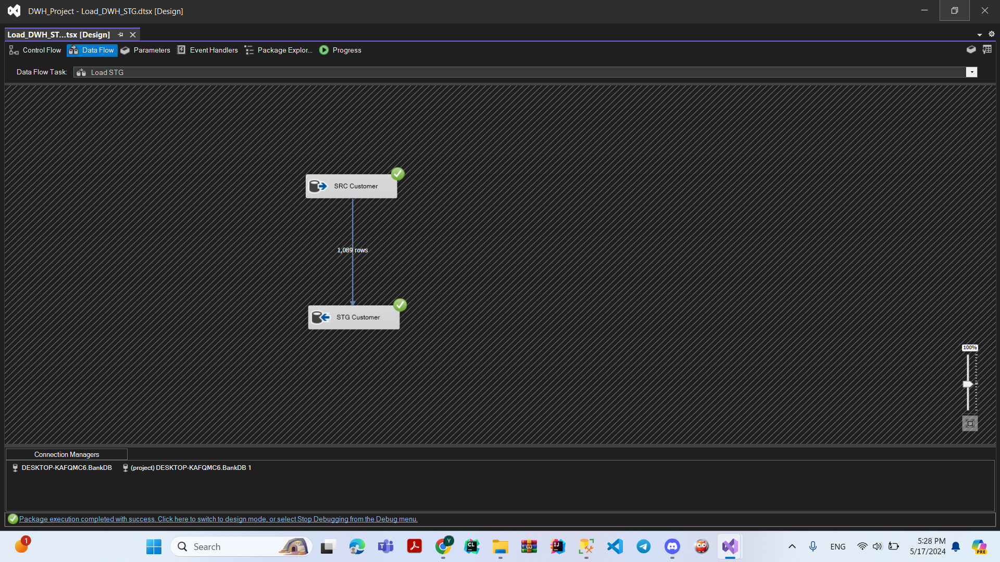 DWH_Project - Load_DWH_STG.dtsx [Design]
Load_DWH_ST...tsx [Design]
Control Flow Data Flow Parameters Event Handlers Package Explor... Progress
Data Flow Task: Load STG
SRC Customer
1,089 rows
STG Customer
100%
Connection Managers
DESKTOP-KAFQMC6.BankDB (project) DESKTOP-KAFQMC6.BankDB 1
Package execution completed with success. Click here to switch to design mode, or select Stop Debugging from the Debug menu.
1
Search
Y
CL
IJ
ENG
5:28 PM
5/17/2024
PRE